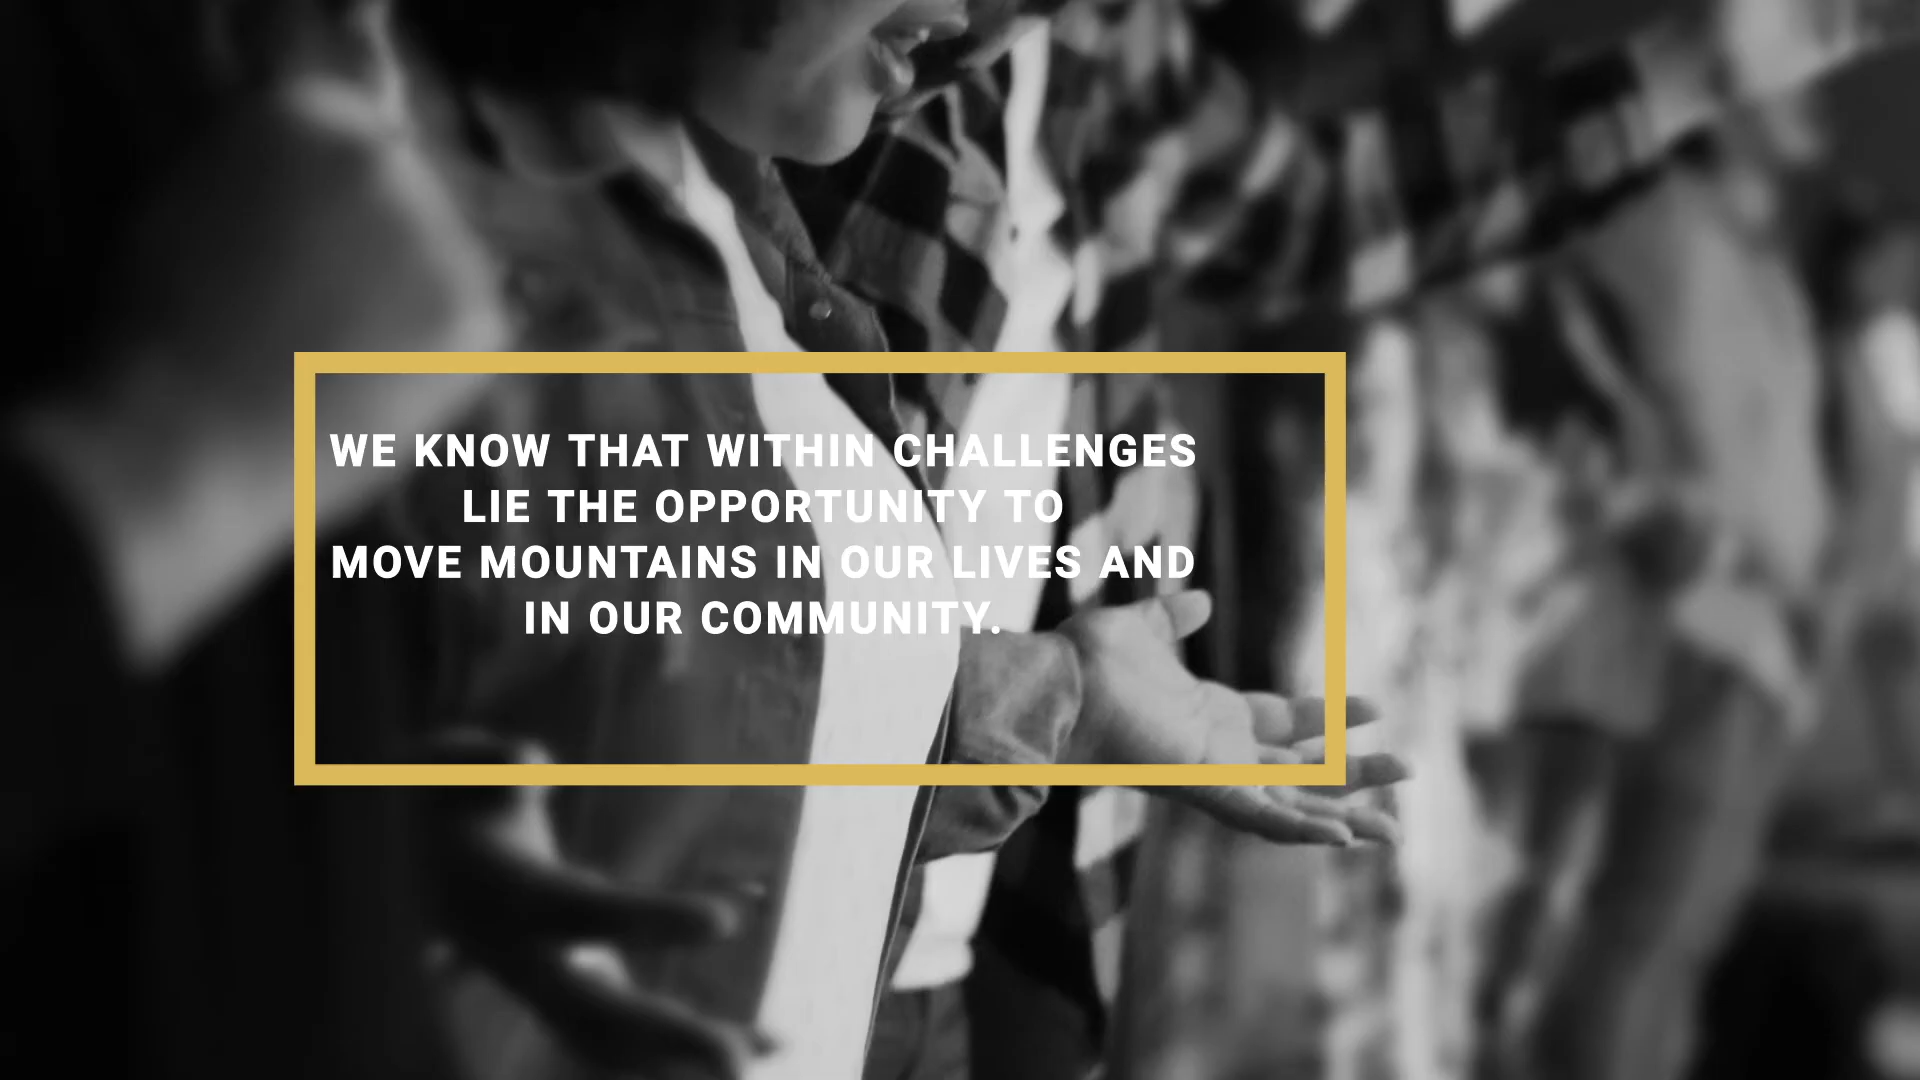 WE KNOW THAT WITHIN CHALLENGES
LIE THE OPPORTUNITY TO
MOVE MOUNTAINS IN OUR LIVES AND
IN OUR COMMUNITY.